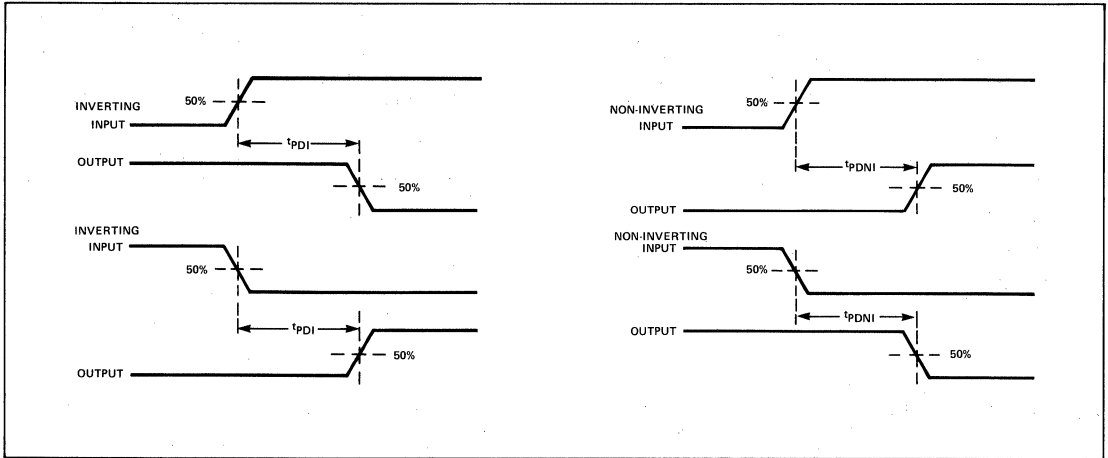 INVERTING
INPUT
50%
tPDI
OUTPUT
50%
INVERTING
INPUT
50%
tPDI
50%
OUTPUT
NON-INVERTING
INPUT
50%
tPDNI
50%
OUTPUT
NON-INVERTING
INPUT
50%
tPDNI
OUTPUT
50%